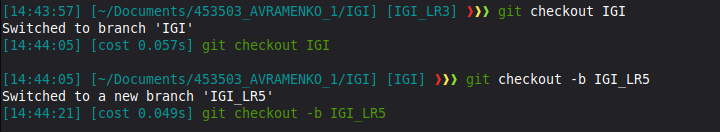 [14:43:57] [~/Documents/453503_AVRAMENKO_1/IGI] [IGI_LR3] ❯❯❯ git checkout IGI
Switched to branch 'IGI'
[14:44:05] [cost 0.057s] git checkout IGI
[14:44:05] [~/Documents/453503_AVRAMENKO_1/IGI] [IGI] ❯❯❯ git checkout -b IGI_LR5
Switched to a new branch 'IGI_LR5'
[14:44:21] [cost 0.049s] git checkout -b IGI_LR5